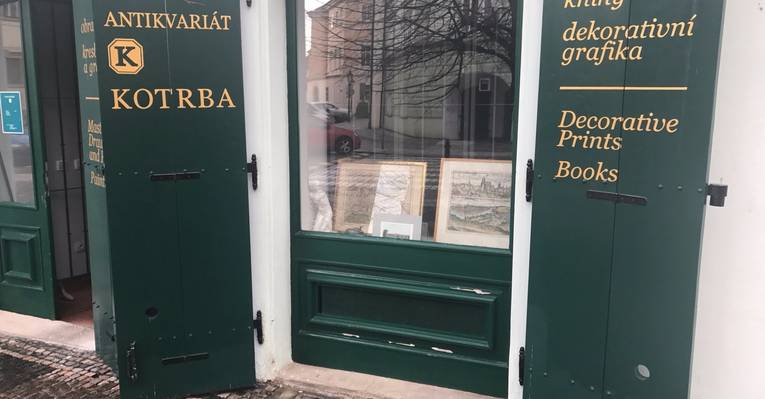 ANTIKVARIÁT
K
KOTRBA
knihy
dekorativní
grafika
Decorative
Prints
Books